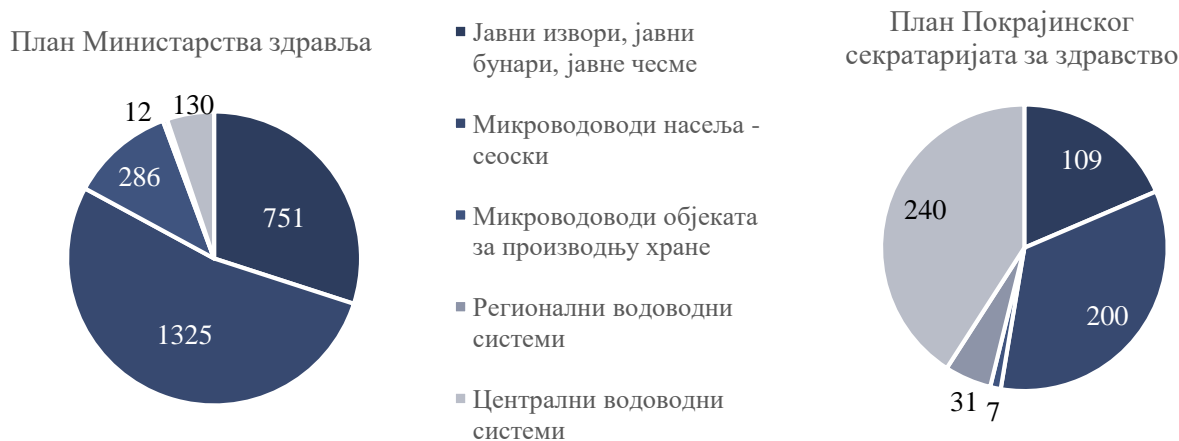 План Министарства здравља
12
130
286
751
1325
Јавни извори, јавни
бунари, јавне чесме
Микроводоводи насеља -
сеоски
Микроводоводи објеката
за производњу хране
Регионални водоводни
системи
Централни водоводни
системи
План Покрајинског
секратаријата за здравство
109
240
200
31
7